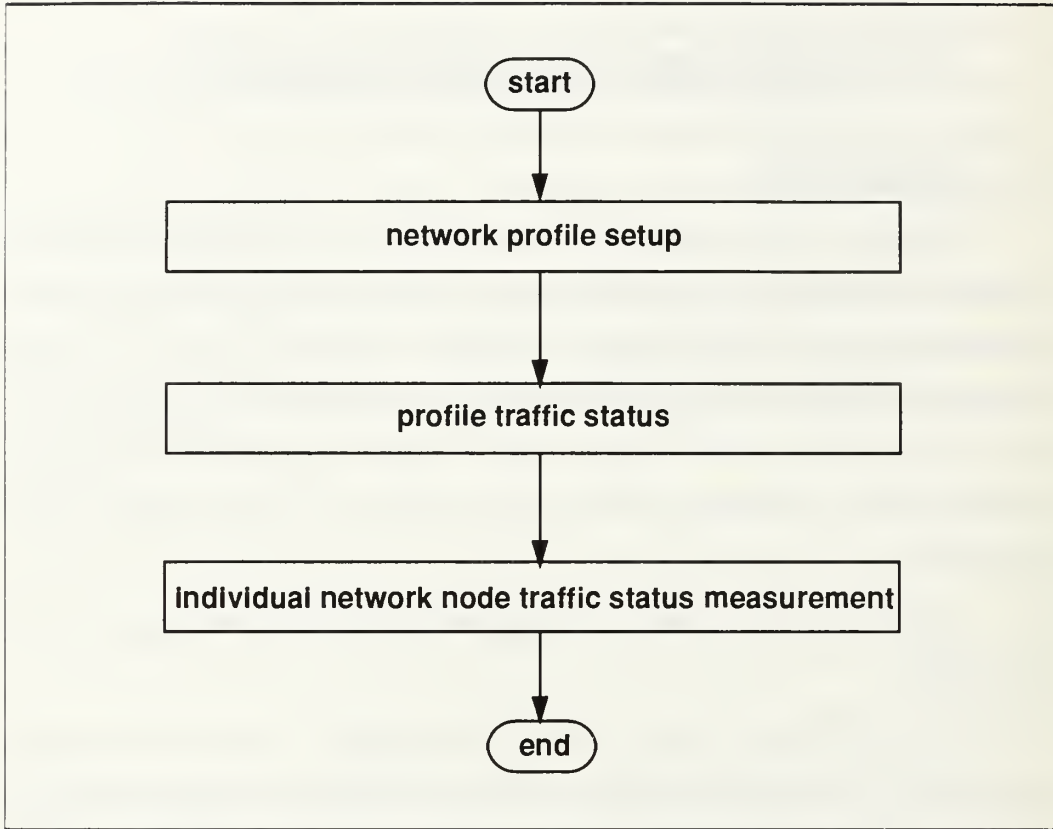 start
network profile setup
profile traffic status
individual network node traffic status measurement
end